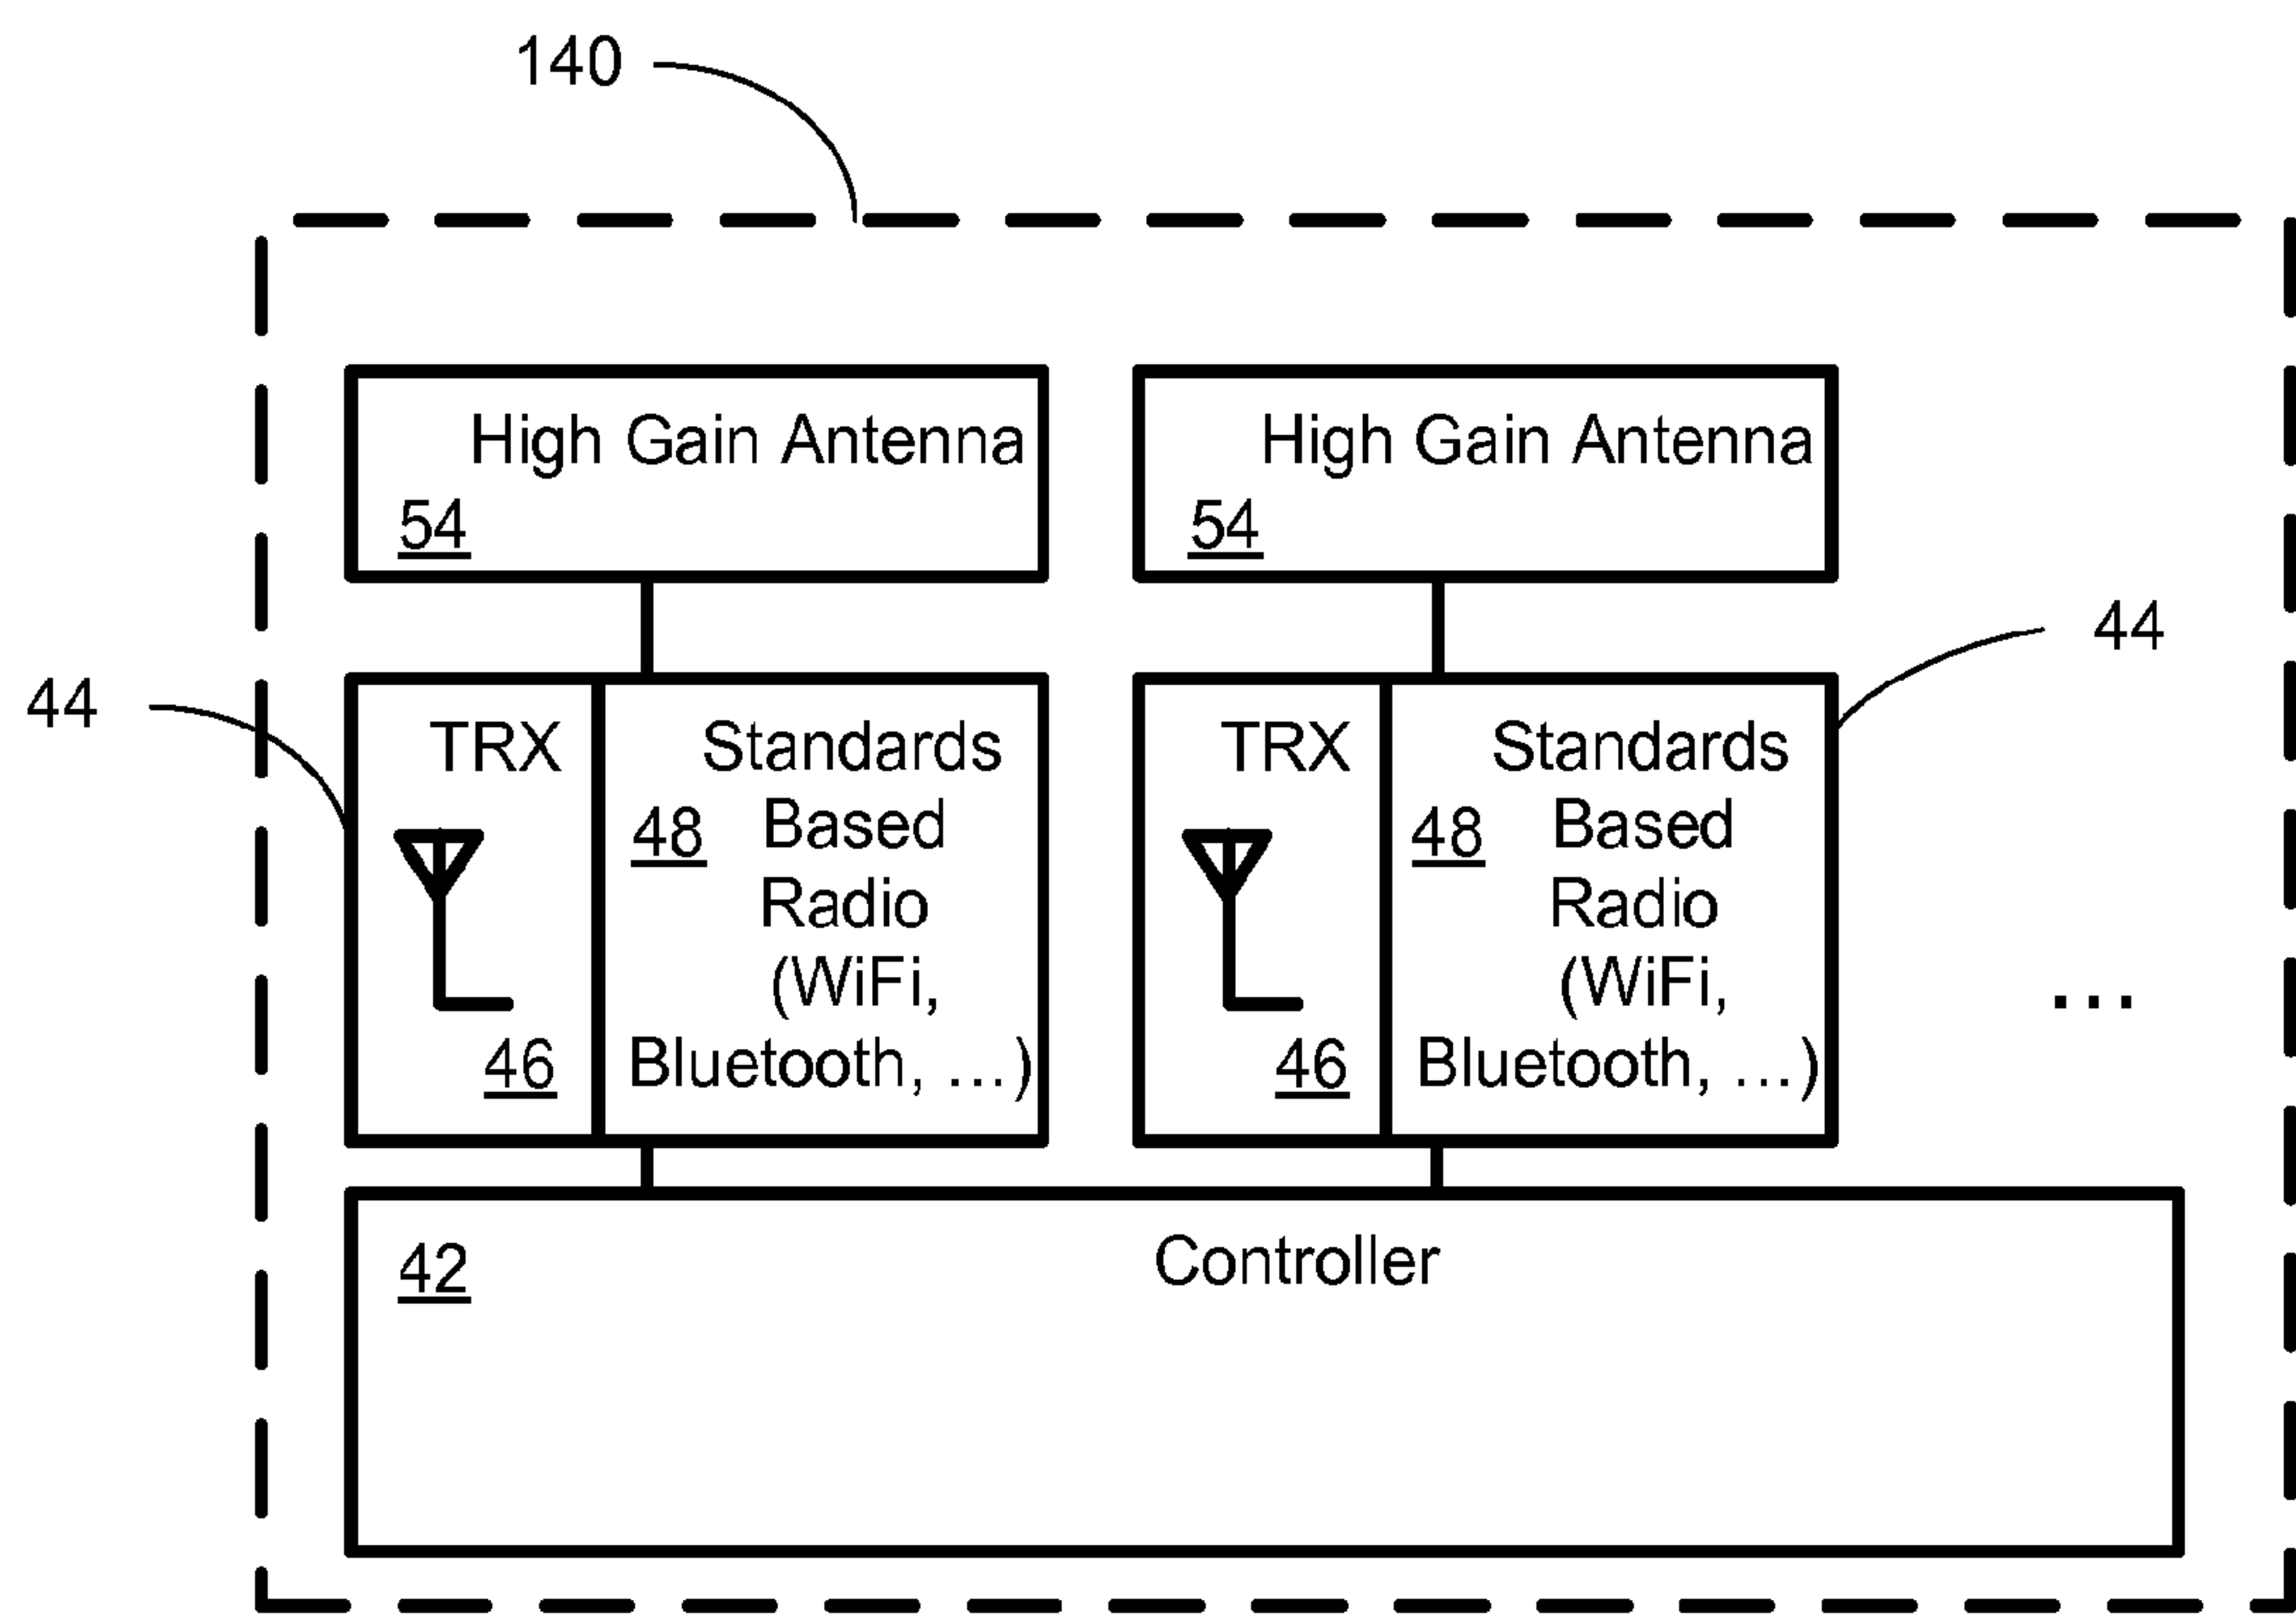 140
High Gain Antenna
54
High Gain Antenna
54
44
44
TRX
46
Standards
Based
48
Radio
(WiFi,
Bluetooth, ...)
TRX
46
Standards
Based
48
Radio
(WiFi,
Bluetooth, ...)
...
Controller
42